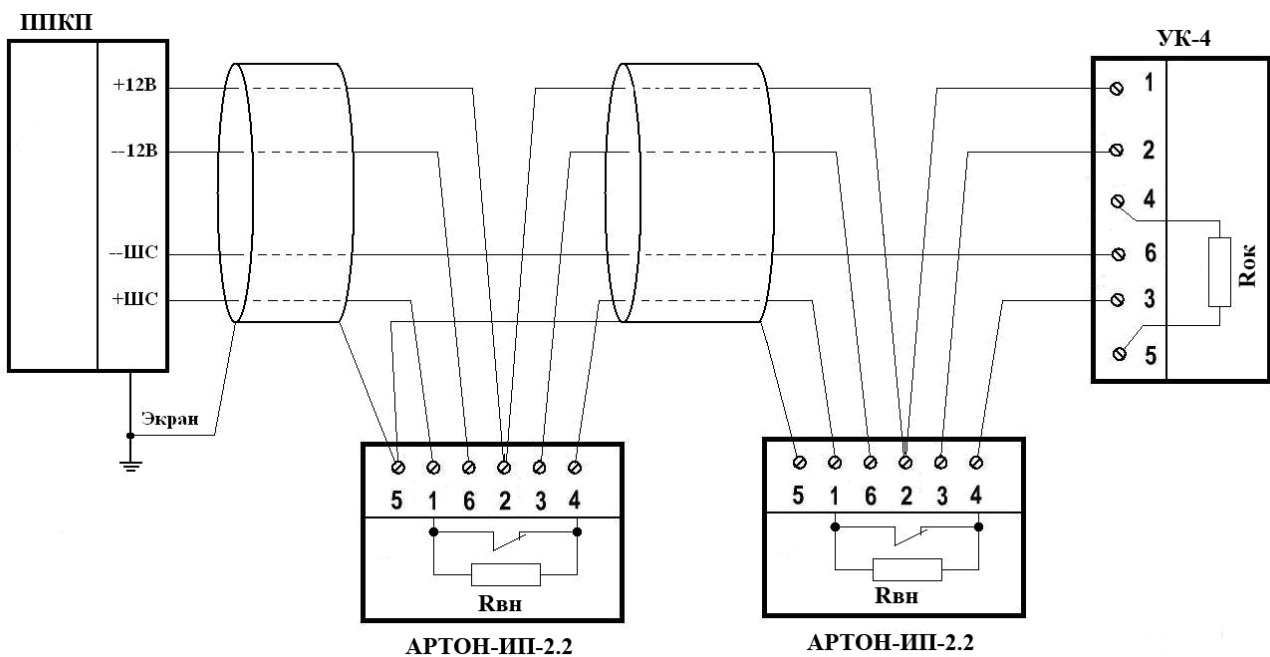 ППКП
+12В
--12В
--ШС
+ШС
Экран
УК-4
1
2
4
6
3
5
Rок
5 1 6 2 3 4
Rвн
АРТОН-ИП-2.2
5 1 6 2 3 4
Rвн
АРТОН-ИП-2.2